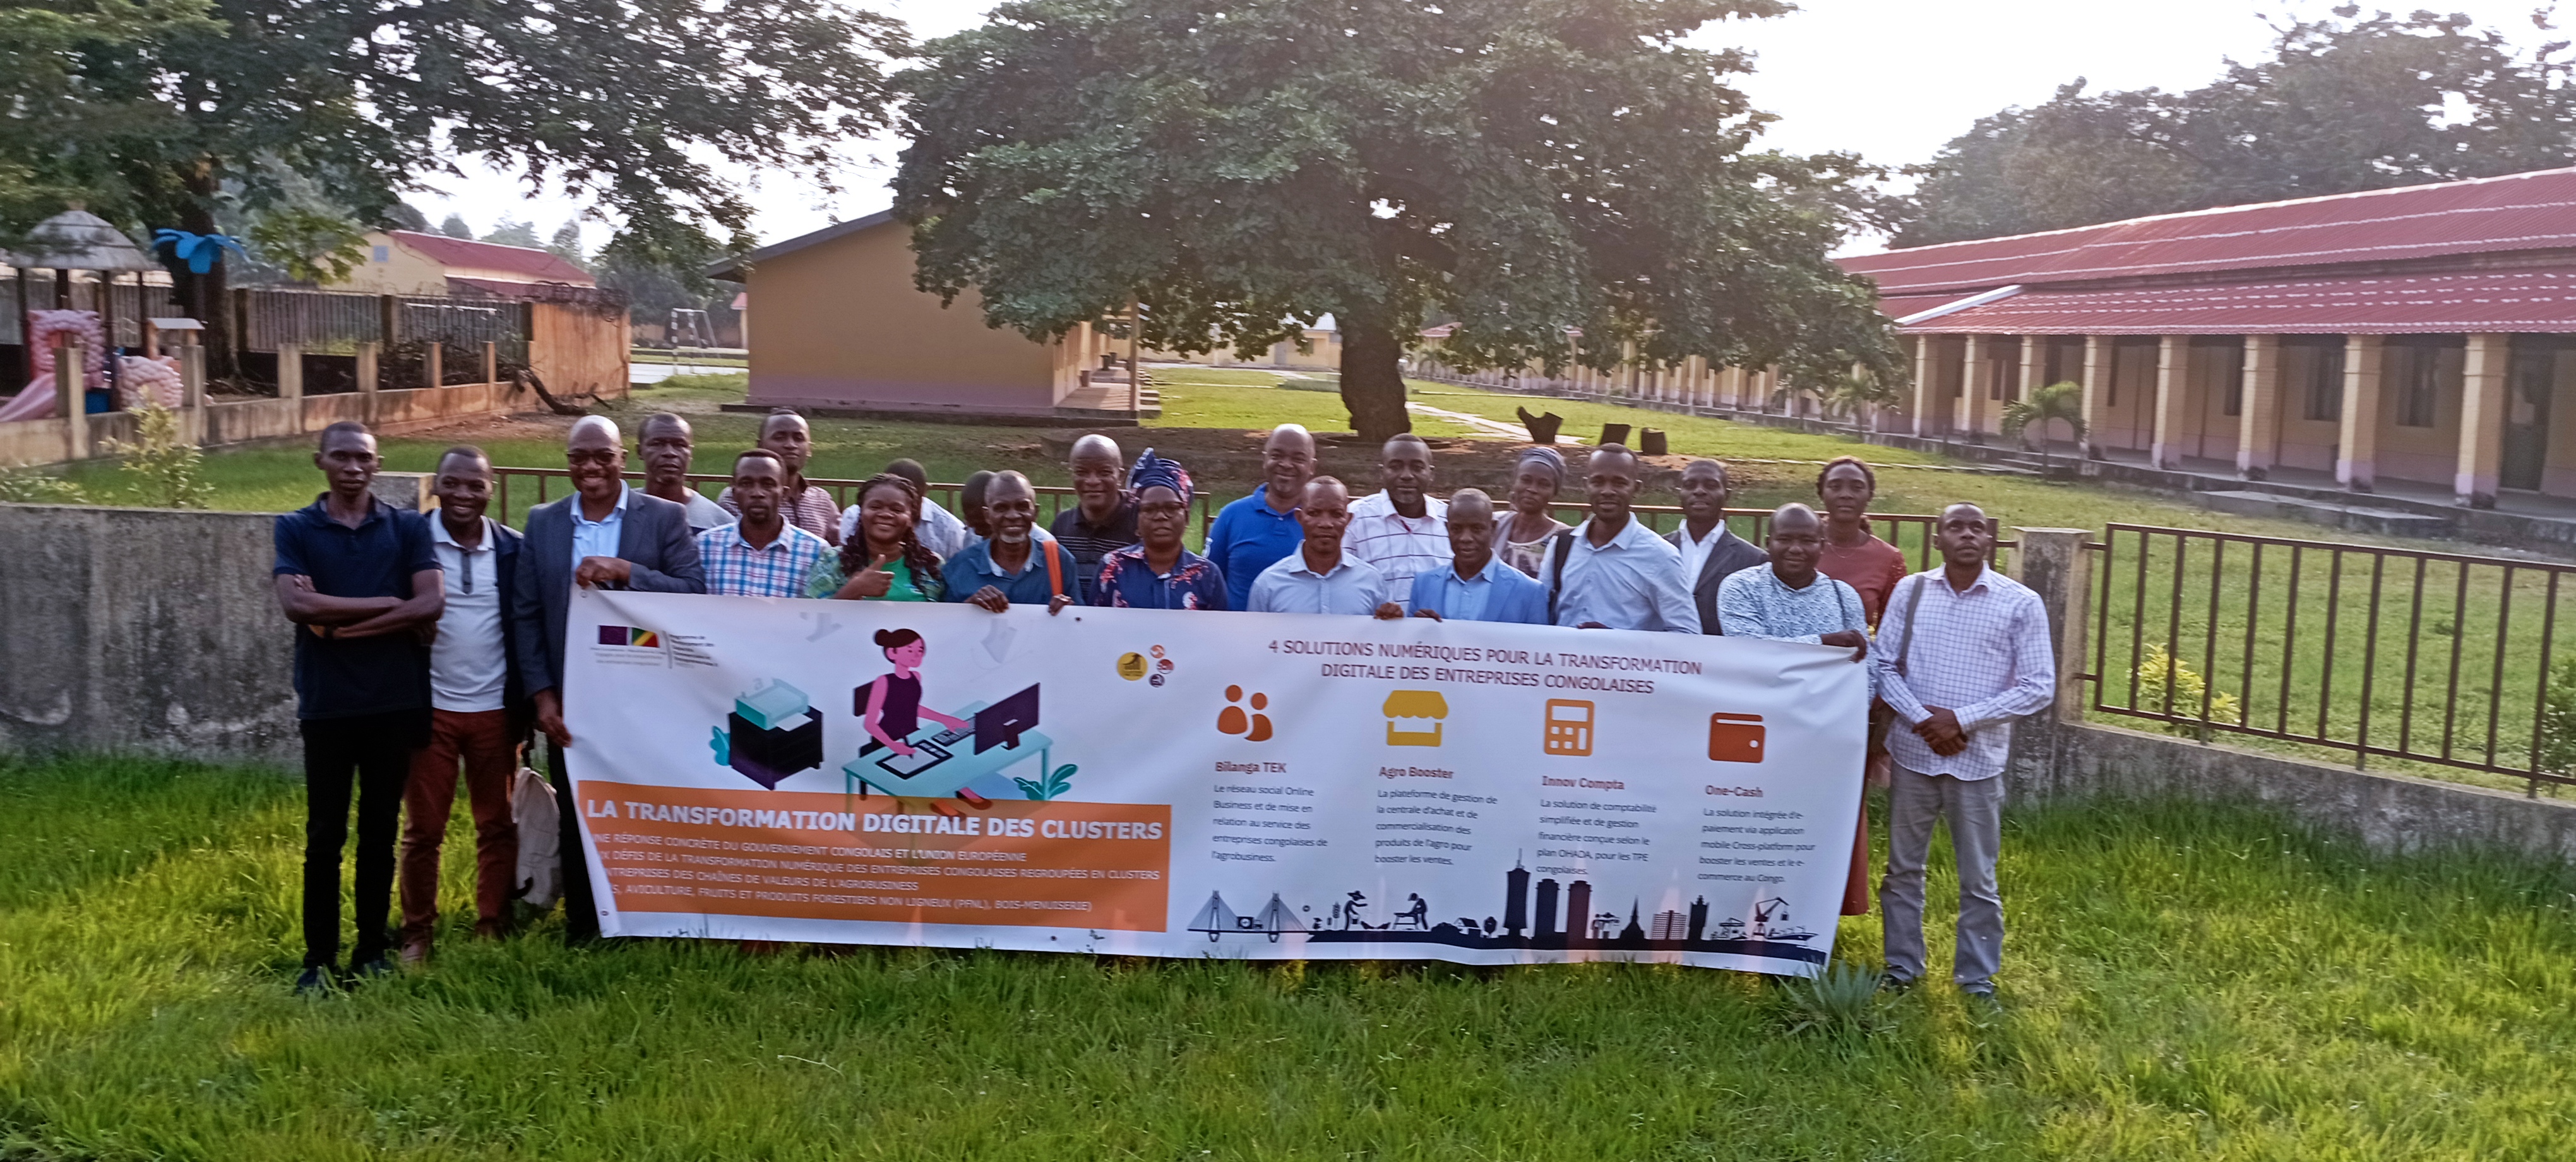 Programme de
LA TRANSFORMATION DIGITALE DES CLUSTERS
UNE RÉPONSE CONCRÈTE DU GOUVERNEMENT CONGOLAIS ET L'UNION EUROPÉENNE
DÉFIS DE LA TRANSFORMATION NUMÉRIQUE DES ENTREPRISES CONGOLAISES REGROUPÉES EN CLUSTERS
ENTREPRISES DES CHAÎNES DE VALEURS DE L'AGROBUSINESS
AVICULTURE, FRUITS ET PRODUITS FORESTIERS NON LIGNEUX (PFNL), BOIS-MENUISERIE)
4 SOLUTIONS NUMÉRIQUES POUR LA TRANSFORMATION
DIGITALE DES ENTREPRISES CONGOLAISES
Bilanga TEK
Le réseau social Online
Business et de mise en
relation au service des
entreprises congolaises de
l'agrobusiness.
Agro Booster
La plateforme de gestion de
la centrale d'achat et de
commercialisation des
produits de l'agro pour
booster les ventes.
Innov Compta
La solution de comptabilité
simplifiée et de gestion
financière conçue selon le
plan OHADA, pour les TPE
congolaises.
One-Cash
La solution intégrée d'e-
paiement via application
mobile Cross-platform pour
booster les ventes et le e-
commerce au Congo.